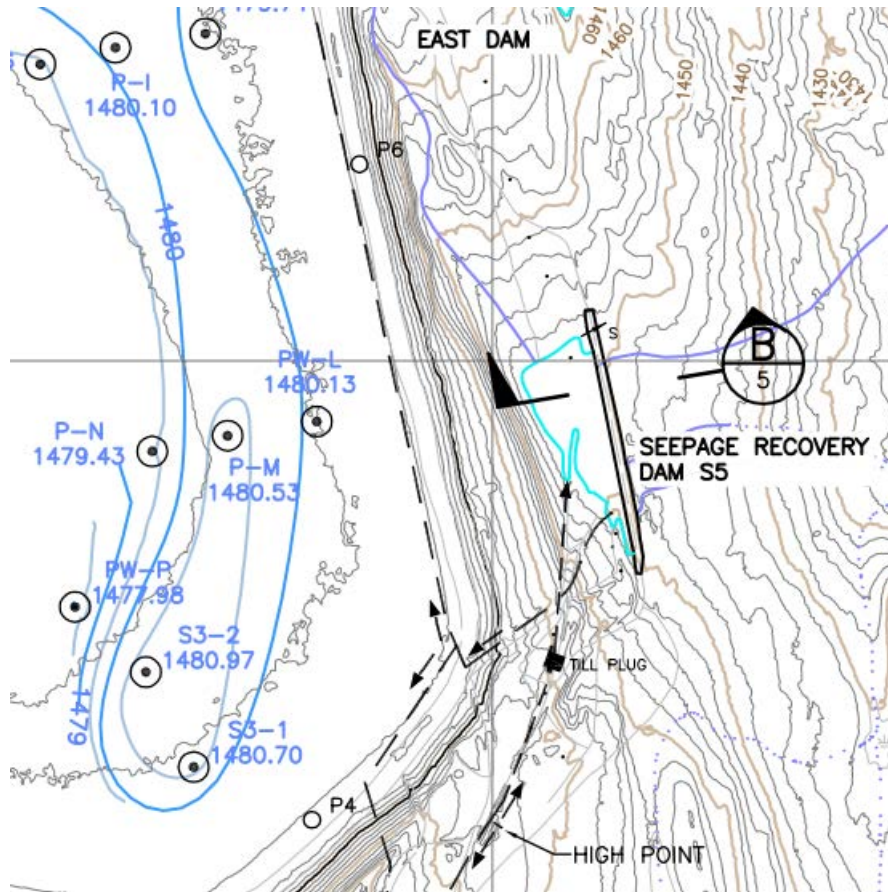 EAST DAM
P-I
1480.10
1460
1450
1440
1430
1430
P6
1480
PW-L
1480.13
S
B
5
P-N
1479.43
P-M
1480.53
SEEPAGE RECOVERY
DAM S5
PW-P
1477.98
S3-2
1480.97
TILL PLUG
1479
S3-1
1480.70
P4
HIGH POINT